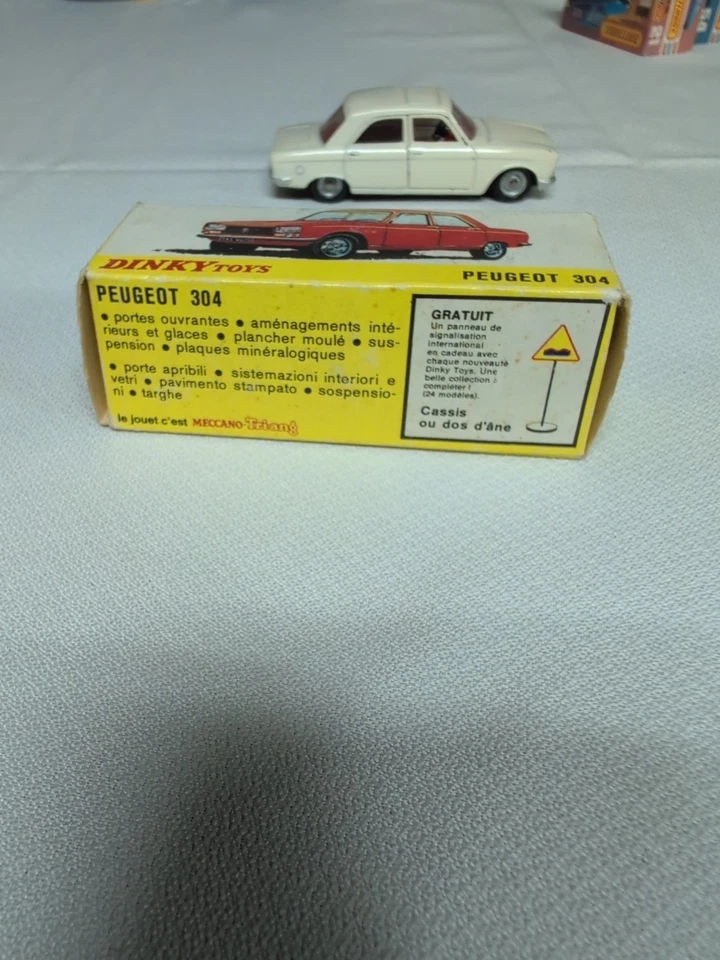 DINKY TOYS
PEUGEOT 304
PEUGEOT 304
• portes ouvrantes • aménagements inté-
rieurs et glaces • plancher moulé • sus-
pension • plaques minéralogiques
• porte apribili • sistemazioni interiori e
vetri • pavimento stampato • sospensio-
ni • targhe
le jouet c'est MECCANO Triang
GRATUIT
Un panneau de
signalisation
international
en cadeau avec
chaque nouveauté
Dinky Toys. Une
belle collection à
compléter !
(24 modèles).
Cassis
ou dos d'âne
21